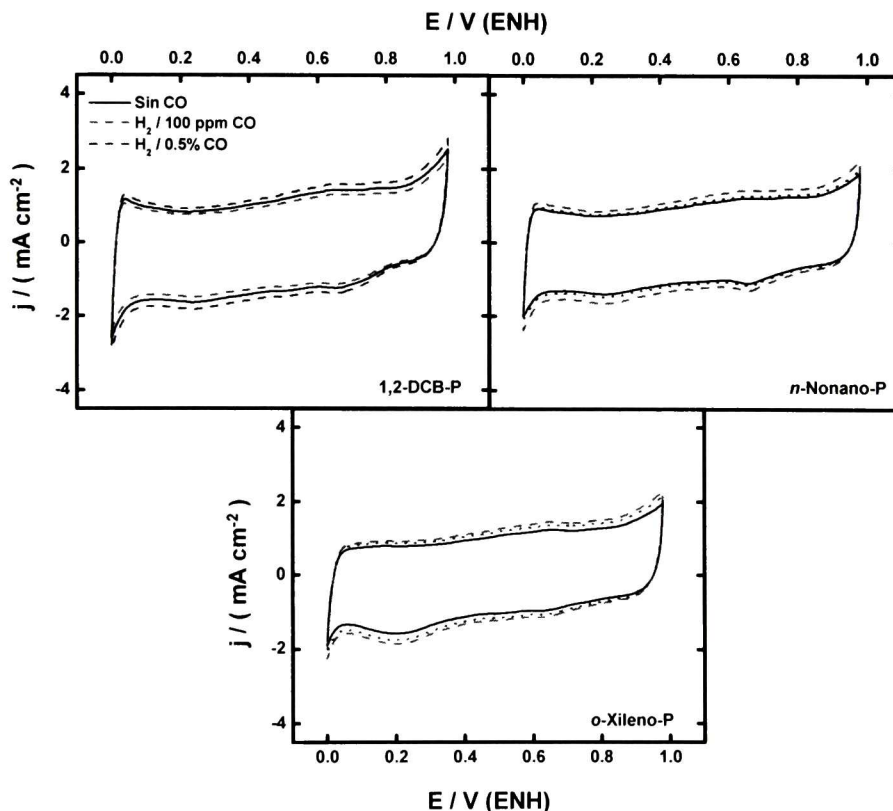 E / V (ENH)
0.0 0.2 0.4 0.6 0.8 1.0
0.0 0.2 0.4 0.6 0.8 1.0
4
2
0
-2
-4
j / ( mA cm⁻²)
Sin CO
H₂ / 100 ppm CO
H₂ / 0.5% CO
1,2-DCB-P
n-Nonano-P
4
2
0
-2
-4
j / ( mA cm⁻²)
o-Xileno-P
0.0 0.2 0.4 0.6 0.8 1.0
E / V (ENH)